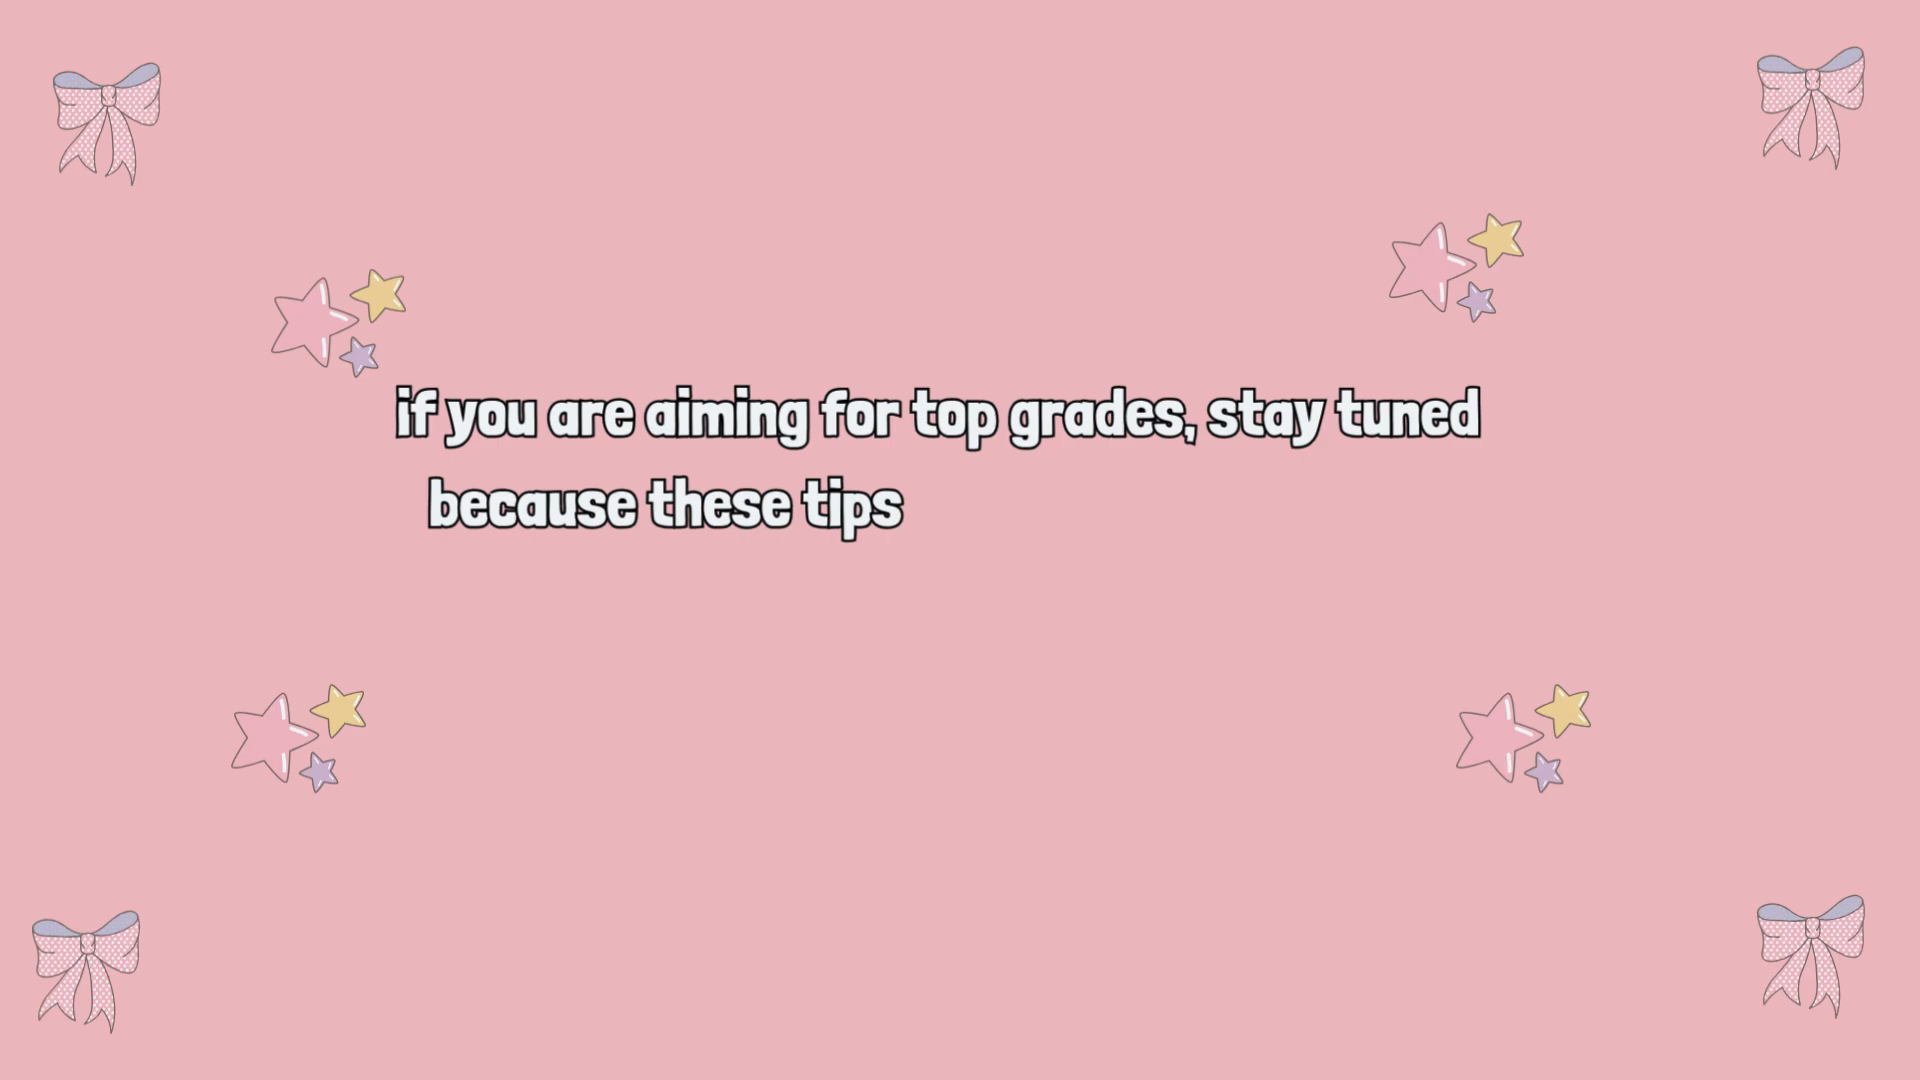 if you are aiming for top grades, stay tuned
because these tips